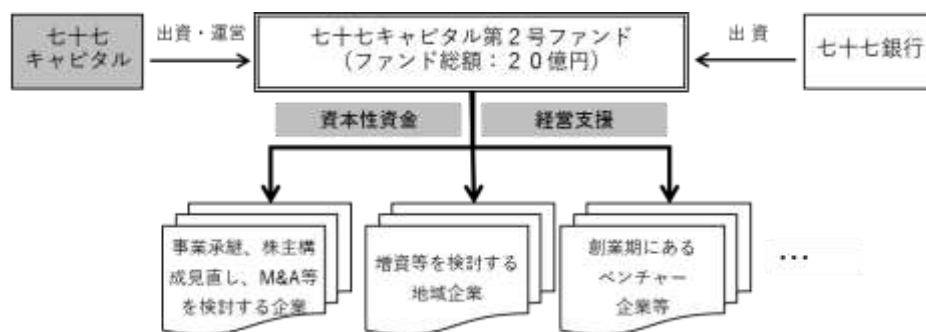 七十七
キャピタル
出資・運営
七十七キャピタル第２号ファンド
（ファンド総額：２０億円）
出 資
七十七銀行
資本性資金
経営支援
事業承継、株主構
成見直し、M&A等
を検討する企業
増資等を検討する
地域企業
創業期にある
ベンチャー
企業等
…